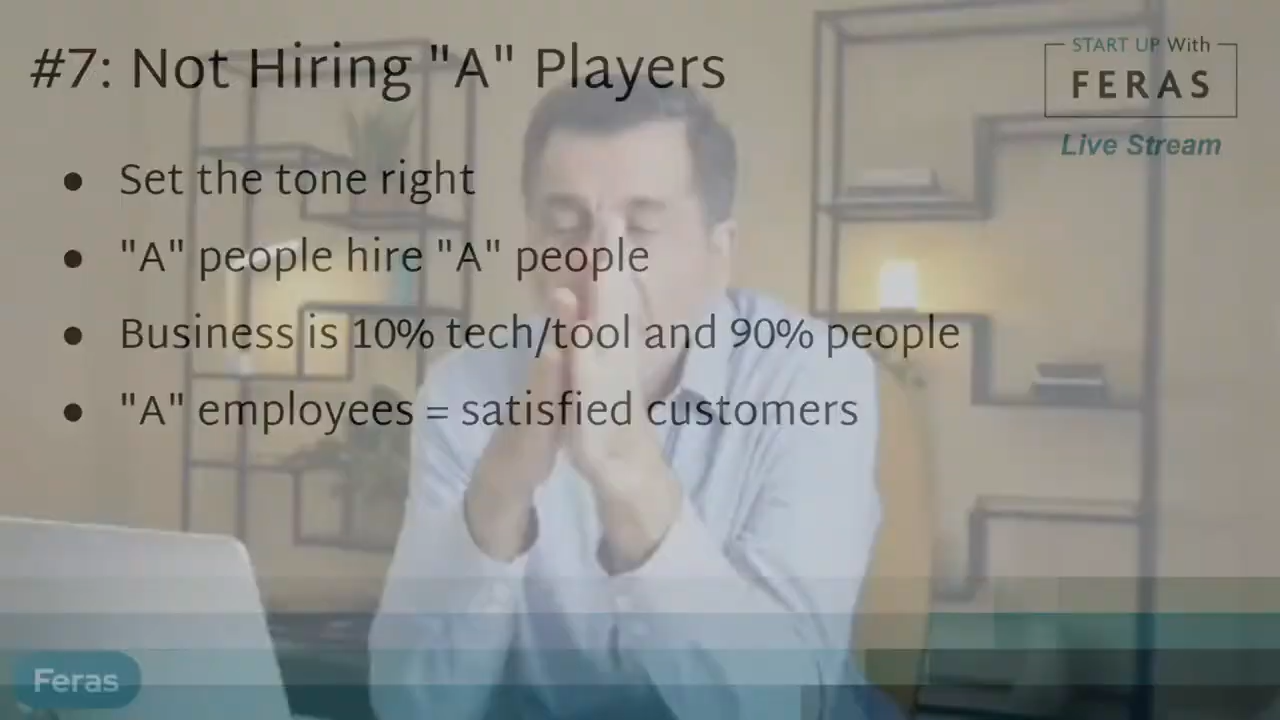 #7: Not Hiring "A" Players
START UP With
FERAS
Live Stream
● Set the tone right
● "A" people hire "A" people
● Business is 10% tech/tool and 90% people
● "A" employees = satisfied customers
Feras